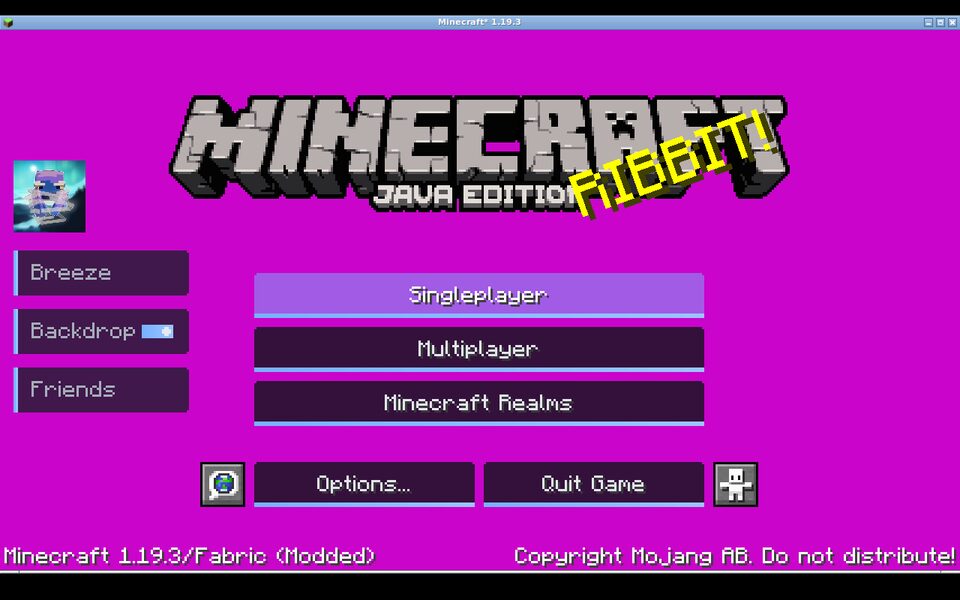 Minecraft* 1.19.3
MINECRAFT
JAVA EDITION
RIBBIT!
Breeze
Backdrop
Friends
Singleplayer
Multiplayer
Minecraft Realms
Options...
Quit Game
Minecraft 1.19.3/Fabric (Modded)
Copyright Mojang AB. Do not distribute!